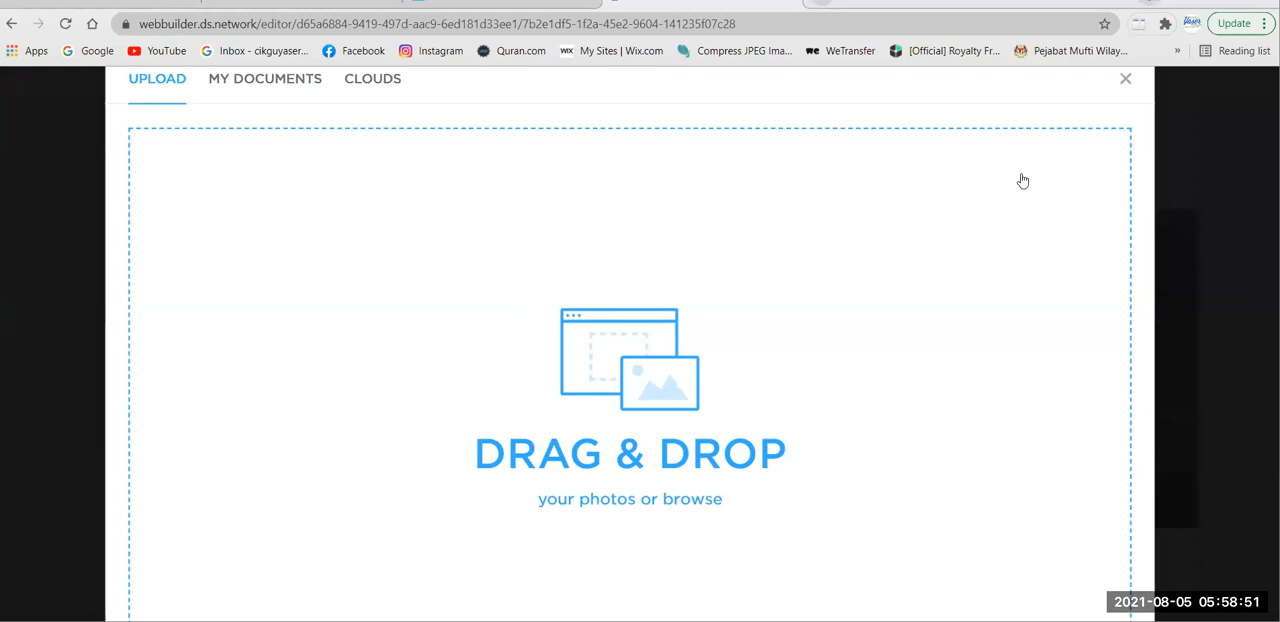 webbuilder.ds.network/editor/d65a6884-9419-497d-aac9-6ed181d33ee1/7b2e1df5-1f2a-45e2-9604-141235f07c28
Update
Apps Google YouTube Inbox - cikguyaser... Facebook Instagram Quran.com WIX My Sites | Wix.com Compress JPEG Ima... we WeTransfer [Official] Royalty Fr... Pejabat Mufti Wilay... » Reading list
UPLOAD MY DOCUMENTS CLOUDS
DRAG & DROP
your photos or browse
2021-08-05 05:58:51